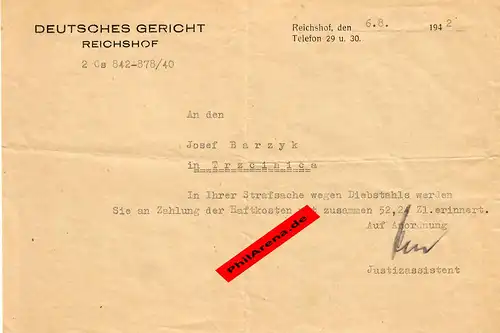 DEUTSCHES GERICHT
REICHSHOF
Reichshof, den 6.8. 1942
Telefon 29 u. 30.
2 Cs 842-878/40
An den
Josef Barzyk
in Trzcinica
In Ihrer Strafsache wegen Diebstahls werden
Sie an Zahlung der Haftkosten zusammen 52,2 Zl.erinnert.
Auf Anordnung
Justizassistent
PhilArena.de